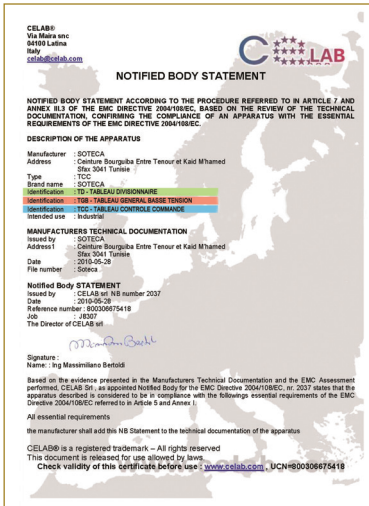 CELAB®
Via Maira snc
04100 Latina
Italy
celab@celab.com
C LAB
NOTIFIED BODY STATEMENT
NOTIFIED BODY STATEMENT ACCORDING TO THE PROCEDURE REFERRED TO IN ARTICLE 7 AND
ANNEX III.3 OF THE EMC DIRECTIVE 2004/108/EC, BASED ON THE REVIEW OF THE TECHNICAL
DOCUMENTATION, CONFIRMING THE COMPLIANCE OF AN APPARATUS WITH THE ESSENTIAL
REQUIREMENTS OF THE EMC DIRECTIVE 2004/108/EC.
DESCRIPTION OF THE APPARATUS
Manufacturer : SOTECA
Address : Ceinture Bourguiba Entre Tenour et Kaid M'hamed
Sfax 3041 Tunisie
Type : TCC
Brand name : SOTECA
Identification : TD - TABLEAU DIVISIONNAIRE
Identification : TGB - TABLEAU GENERAL BASSE TENSION
Identification : TCC - TABLEAU CONTROLE COMMANDE
Intended use : Industrial
MANUFACTURERS TECHNICAL DOCUMENTATION
Issued by : SOTECA
Address1 : Ceinture Bourguiba Entre Tenour et Kaid M'hamed
Sfax 3041 Tunisie
Date : 2010-05-28
File number : Soteca
Notified Body STATEMENT
Issued by : CELAB srl NB number 2037
Date : 2010-05-28
Reference number : 800306675418
Job : J8307
The Director of CELAB srl
Signature :
Name: : Ing Massimiliano Bertoldi
Based on the evidence presented in the Manufacturers Technical Documentation and the EMC Assessment
performed, CELAB Srl , as appointed Notified Body for the EMC Directive 2004/108/EC, nr. 2037 states that the
apparatus described is considered to be in compliance with the followings essential requirements of the EMC
Directive 2004/108/EC referred to in Article 5 and Annex I.
All essential requirements
the manufacturer shall add this NB Statement to the technical documentation of the apparatus
CELAB® is a registered trademark – All rights reserved
This document is released for use allowed by laws.
Check validity of this certificate before use : www.celab.com , UCN=800306675418